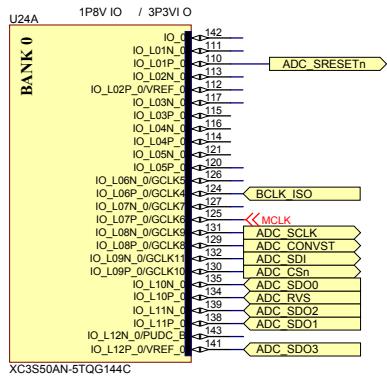 1P8V IO / 3P3VI O
U24A
BANK 0
IO_0 142
IO_L01N_0 111
IO_L01P_0 110 ADC_SRESETn
IO_L02N_0 113
IO_L02P_0/VREF_0 112
IO_L03N_0 117
IO_L03P_0 115
IO_L04N_0 116
IO_L04P_0 114
IO_L05N_0 121
IO_L05P_0 120
IO_L06N_0/GCLK5 126
IO_L06P_0/GCLK4 124 BCLK_ISO
IO_L07N_0/GCLK7 127
IO_L07P_0/GCLK6 125 MCLK
IO_L08N_0/GCLK9 131 ADC_SCLK
IO_L08P_0/GCLK8 129 ADC_CONVST
IO_L09N_0/GCLK11 132 ADC_SDI
IO_L09P_0/GCLK10 130 ADC_CSn
IO_L10N_0 135 ADC_SDO0
IO_L10P_0 134 ADC_RVS
IO_L11N_0 139 ADC_SDO2
IO_L11P_0 138 ADC_SDO1
IO_L12N_0/PUDC_B 143
IO_L12P_0/VREF_0 141 ADC_SDO3
XC3S50AN-5TQG144C